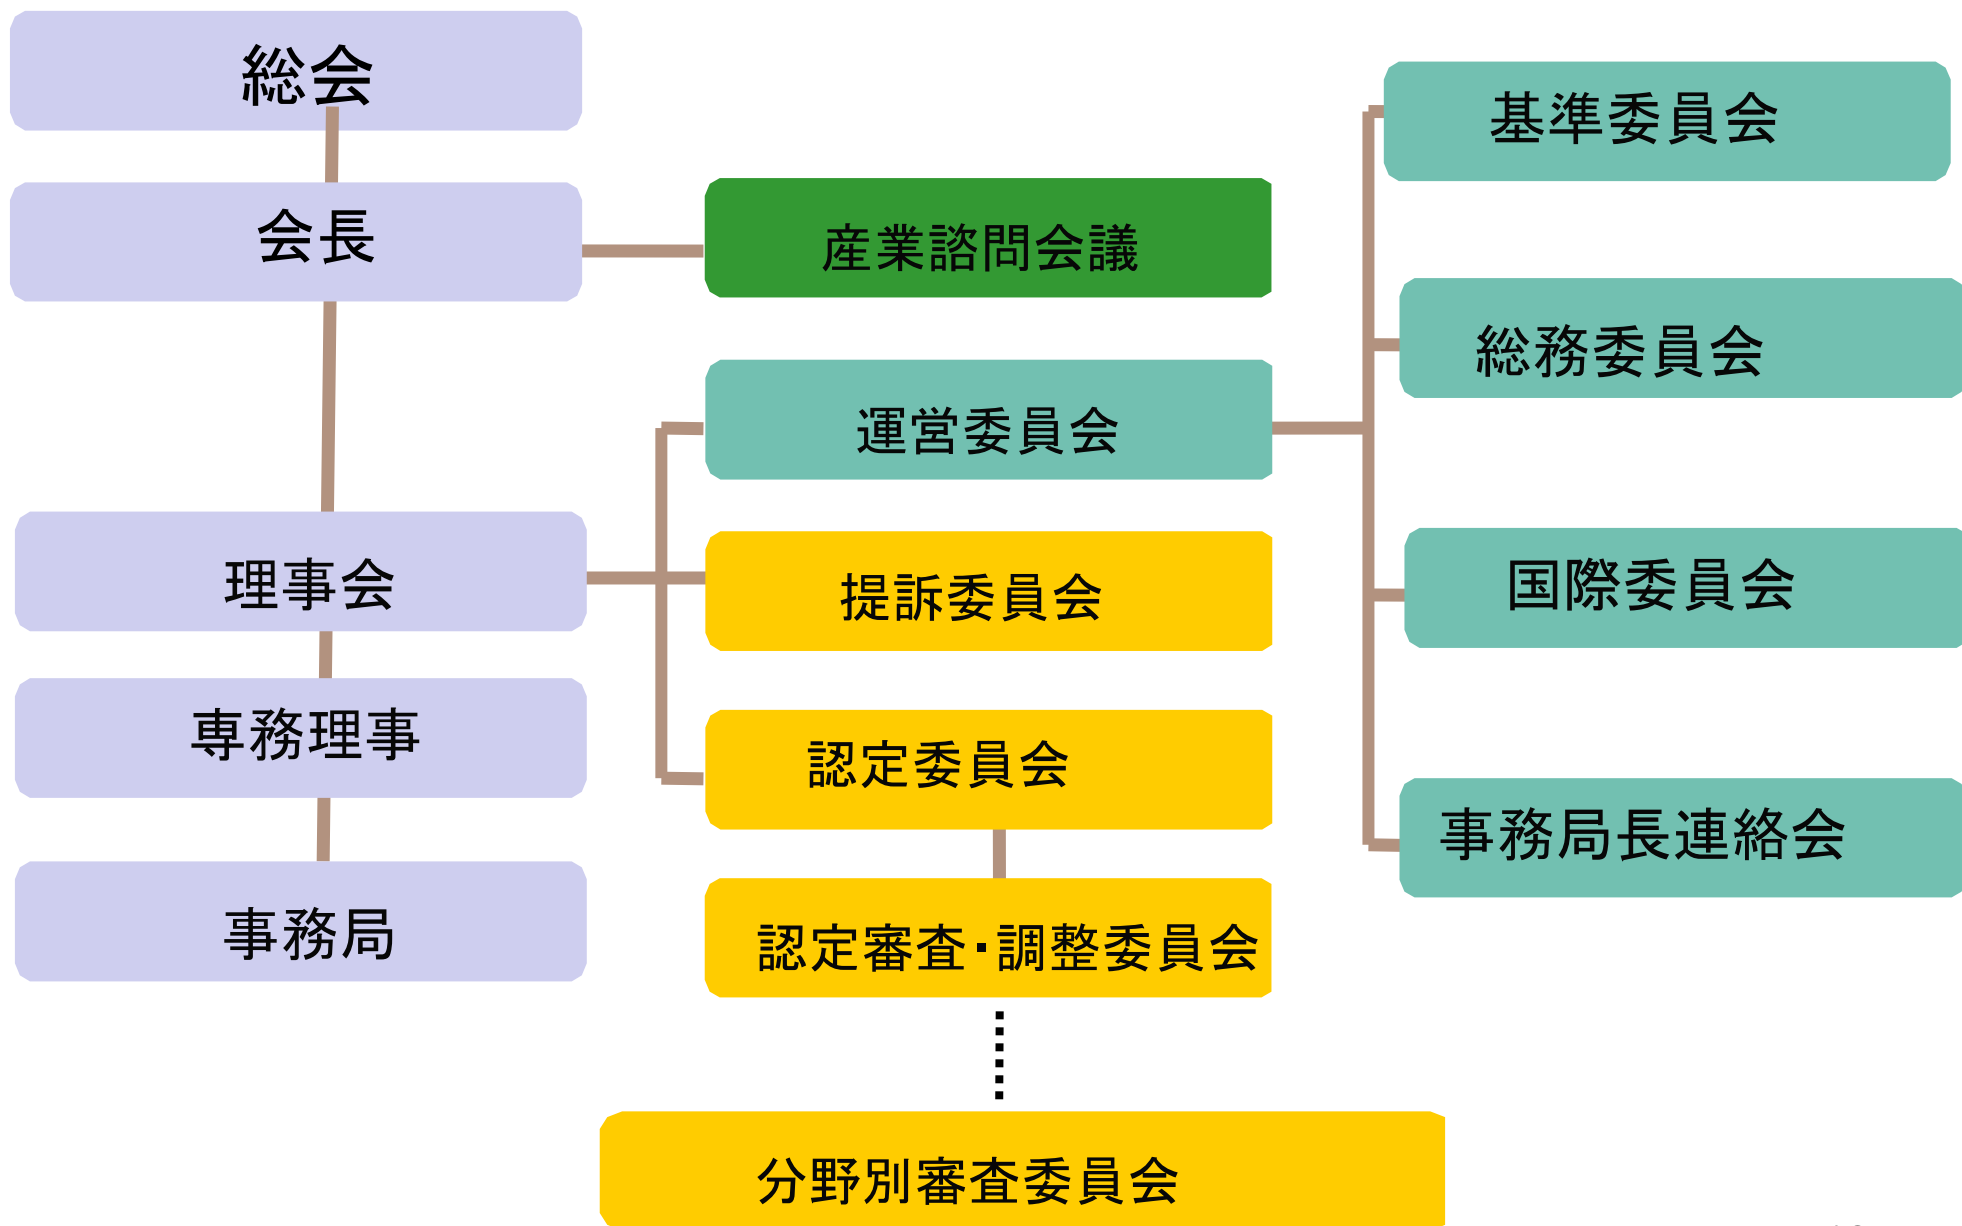 総会
会長
理事会
専務理事
事務局
産業諮問会議
運営委員会
提訴委員会
認定委員会
認定審査・調整委員会
分野別審査委員会
基準委員会
総務委員会
国際委員会
事務局長連絡会